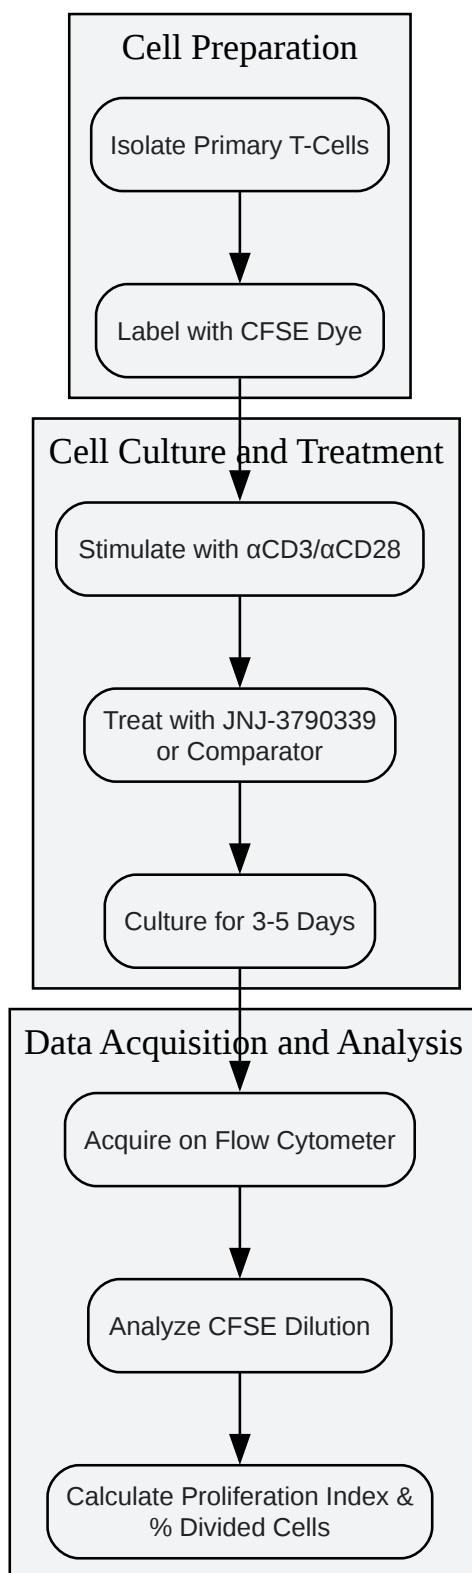 Cell Preparation
Isolate Primary T-Cells
Label with CFSE Dye
Cell Culture and Treatment
Stimulate with αCD3/αCD28
Treat with JNJ-3790339
or Comparator
Culture for 3-5 Days
Data Acquisition and Analysis
Acquire on Flow Cytometer
Analyze CFSE Dilution
Calculate Proliferation Index &
% Divided Cells